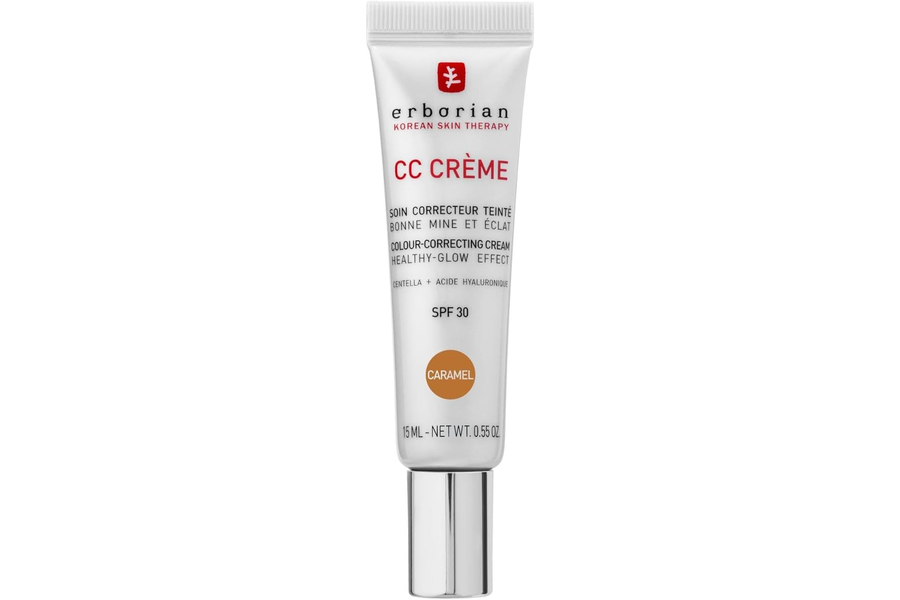 erborian
KOREAN SKIN THERAPY
CC CRÈME
SOIN CORRECTEUR TEINTÉ
BONNE MINE ET ÉCLAT
COLOUR-CORRECTING CREAM
HEALTHY-GLOW EFFECT
CENTELLA + ACIDE HYALURONIQUE
SPF 30
CARAMEL
15 ML - NET WT. 0.55 OZ.